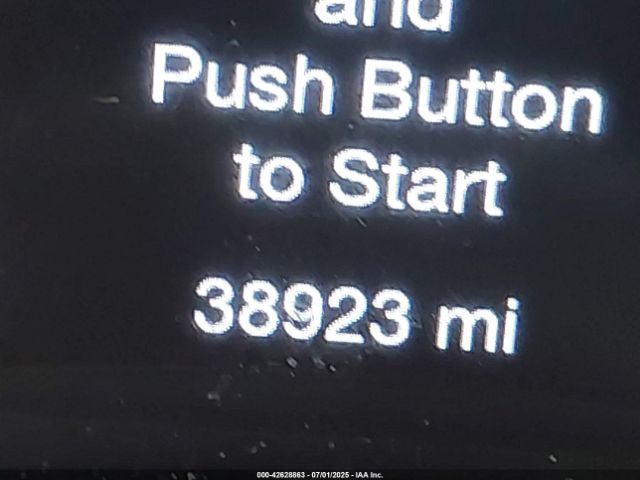 and
Push Button
to Start
38923 mi
000-42628863 - 07/01/2025 - IAA Inc.